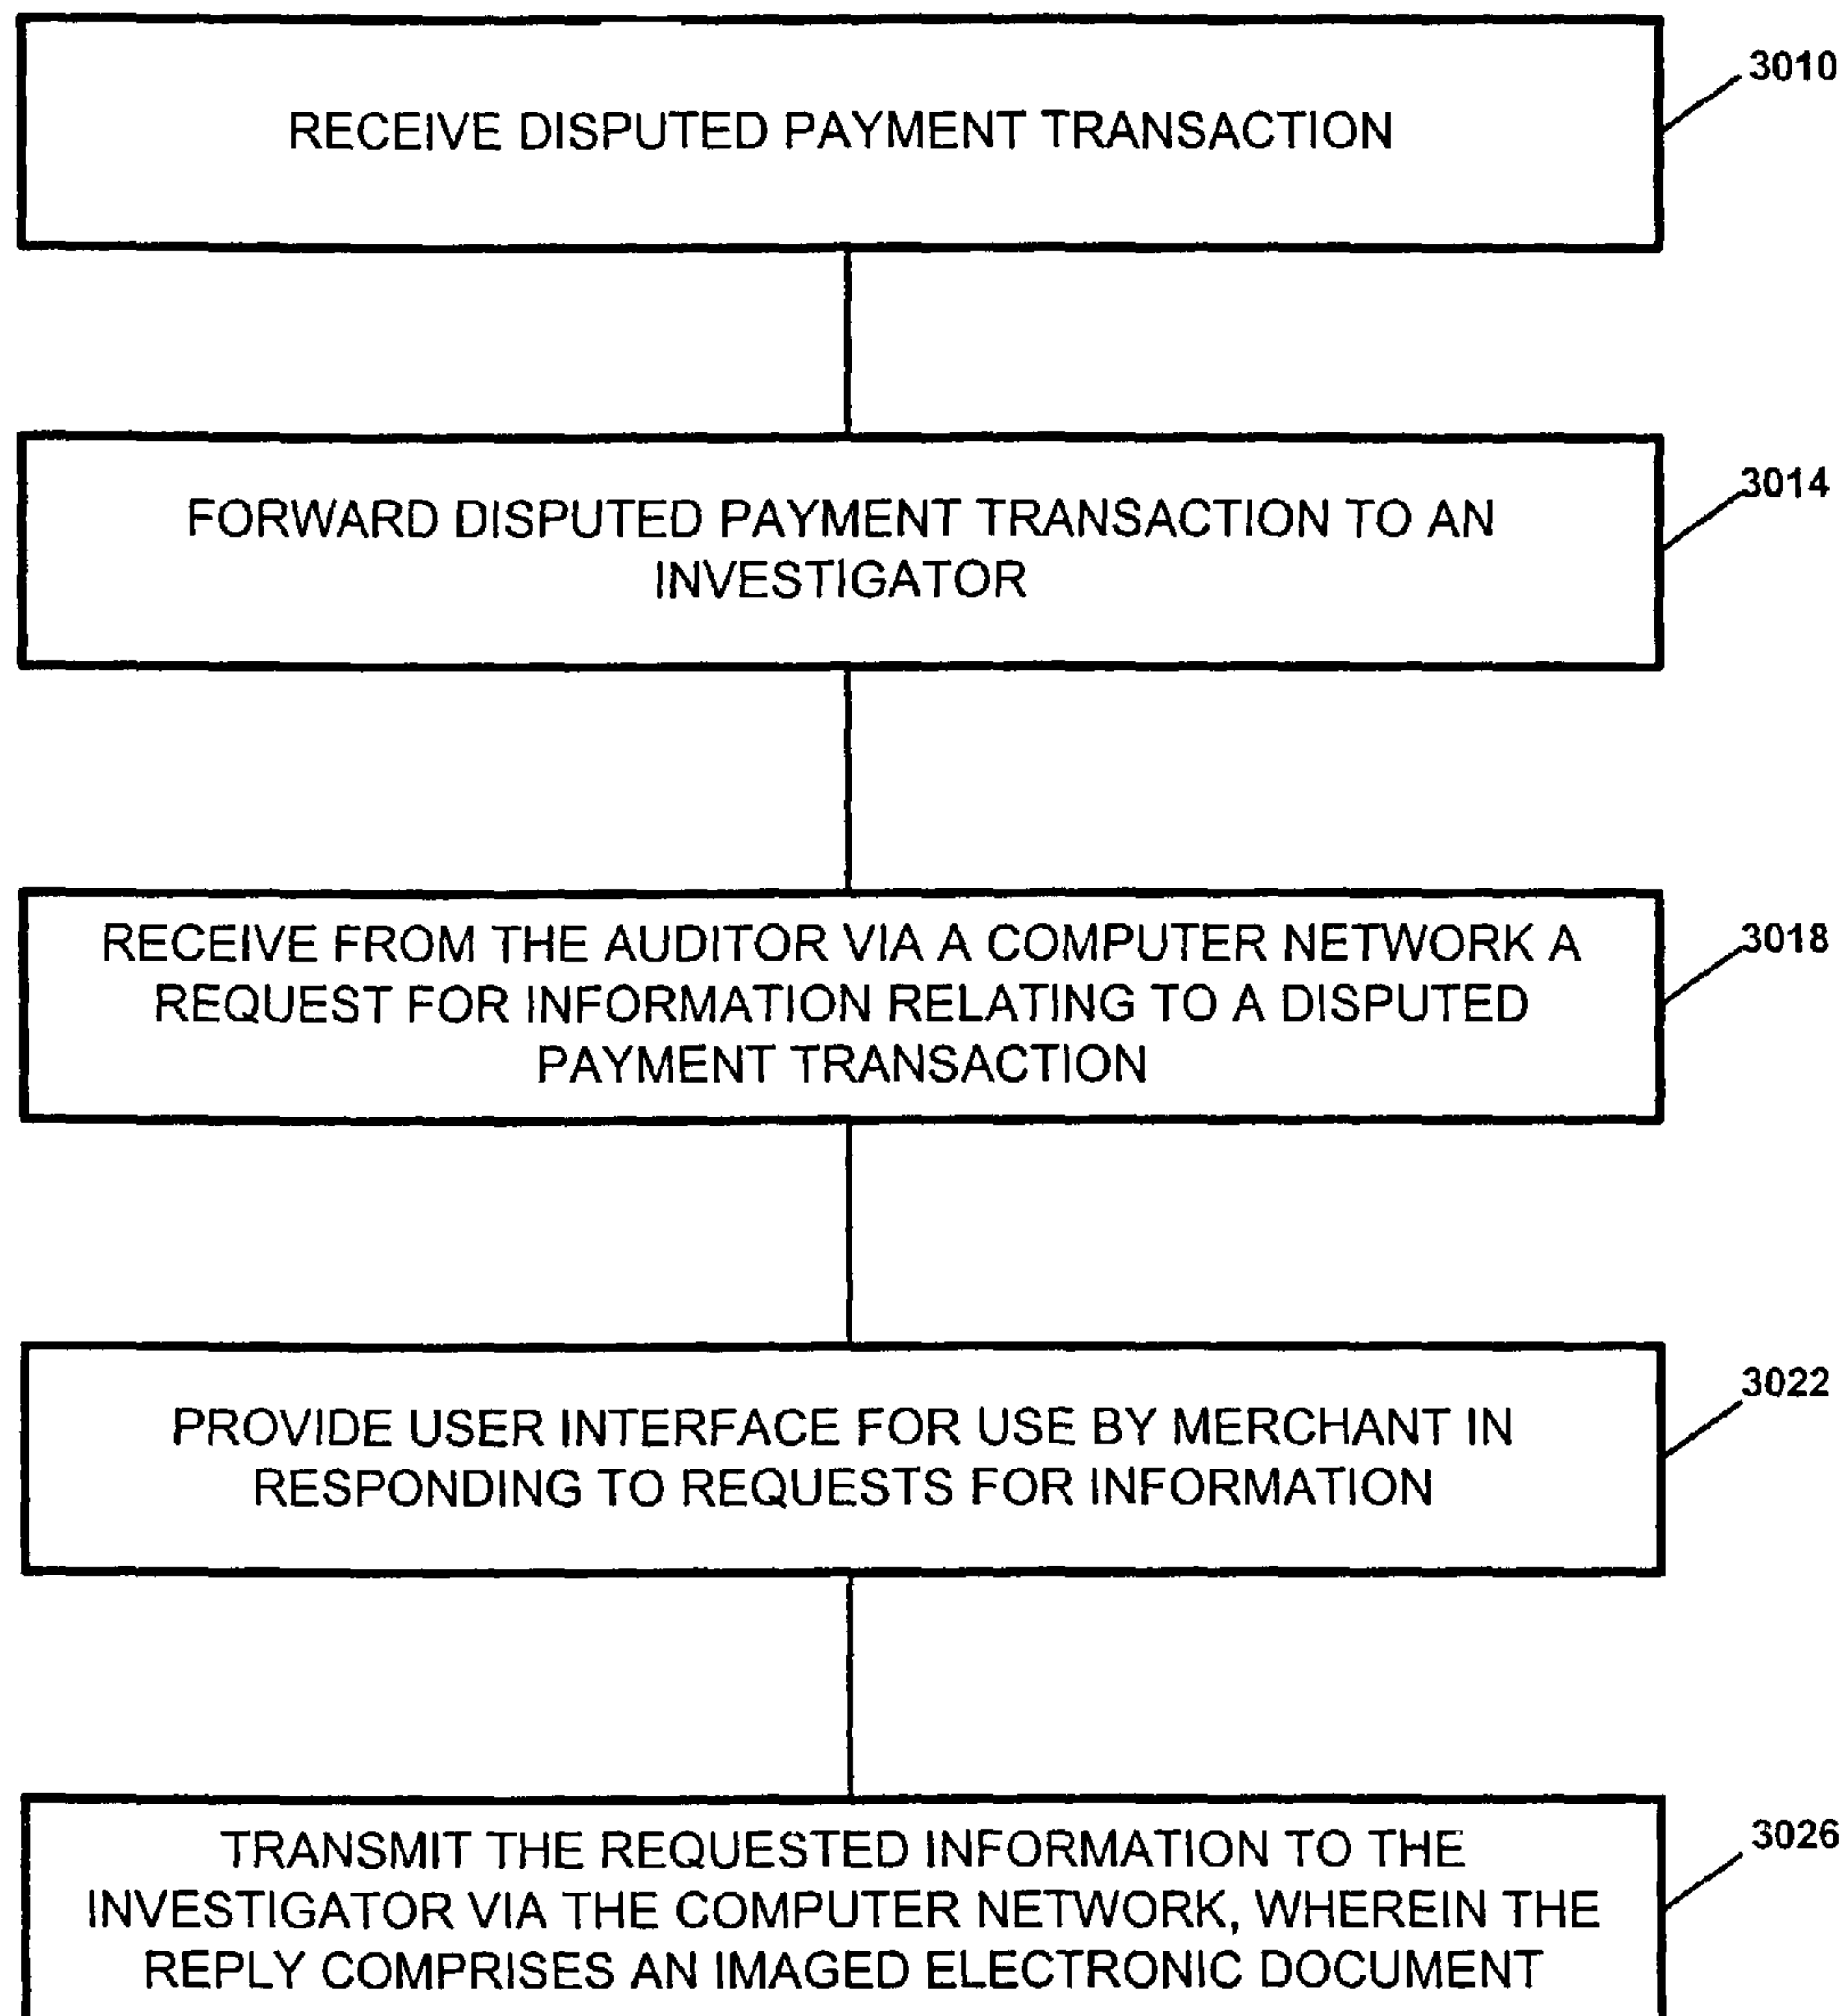 RECEIVE DISPUTED PAYMENT TRANSACTION
3010
FORWARD DISPUTED PAYMENT TRANSACTION TO AN
INVESTIGATOR
3014
RECEIVE FROM THE AUDITOR VIA A COMPUTER NETWORK A
REQUEST FOR INFORMATION RELATING TO A DISPUTED
PAYMENT TRANSACTION
3018
PROVIDE USER INTERFACE FOR USE BY MERCHANT IN
RESPONDING TO REQUESTS FOR INFORMATION
3022
TRANSMIT THE REQUESTED INFORMATION TO THE
INVESTIGATOR VIA THE COMPUTER NETWORK, WHEREIN THE
REPLY COMPRISES AN IMAGED ELECTRONIC DOCUMENT
3026